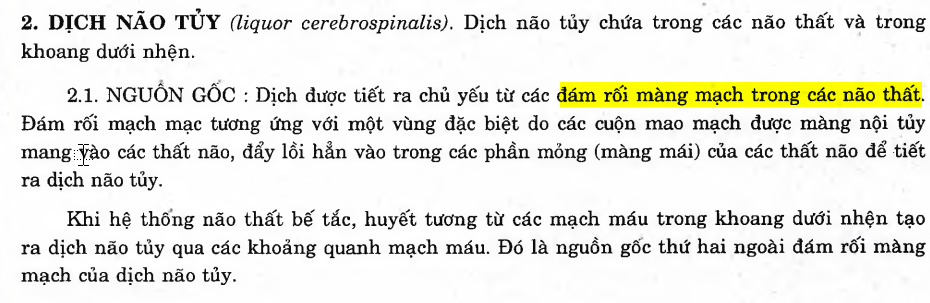 2. DỊCH NÃO TỦY (liquor cerebrospinalis). Dịch não tủy chứa trong các não thất và trong
khoang dưới nhện.
2.1. NGUỒN GỐC : Dịch được tiết ra chủ yếu từ các đám rối màng mạch trong các não thất.
Đám rối mạch mạc tương ứng với một vùng đặc biệt do các cuộn mao mạch được màng nội tủy
mang vào các thất não, đẩy lồi hẳn vào trong các phần mỏng (màng mái) của các thất não để tiết
ra dịch não tủy.
Khi hệ thống não thất bế tắc, huyết tương từ các mạch máu trong khoang dưới nhện tạo
ra dịch não tủy qua các khoảng quanh mạch máu. Đó là nguồn gốc thứ hai ngoài đám rối màng
mạch của dịch não tủy.